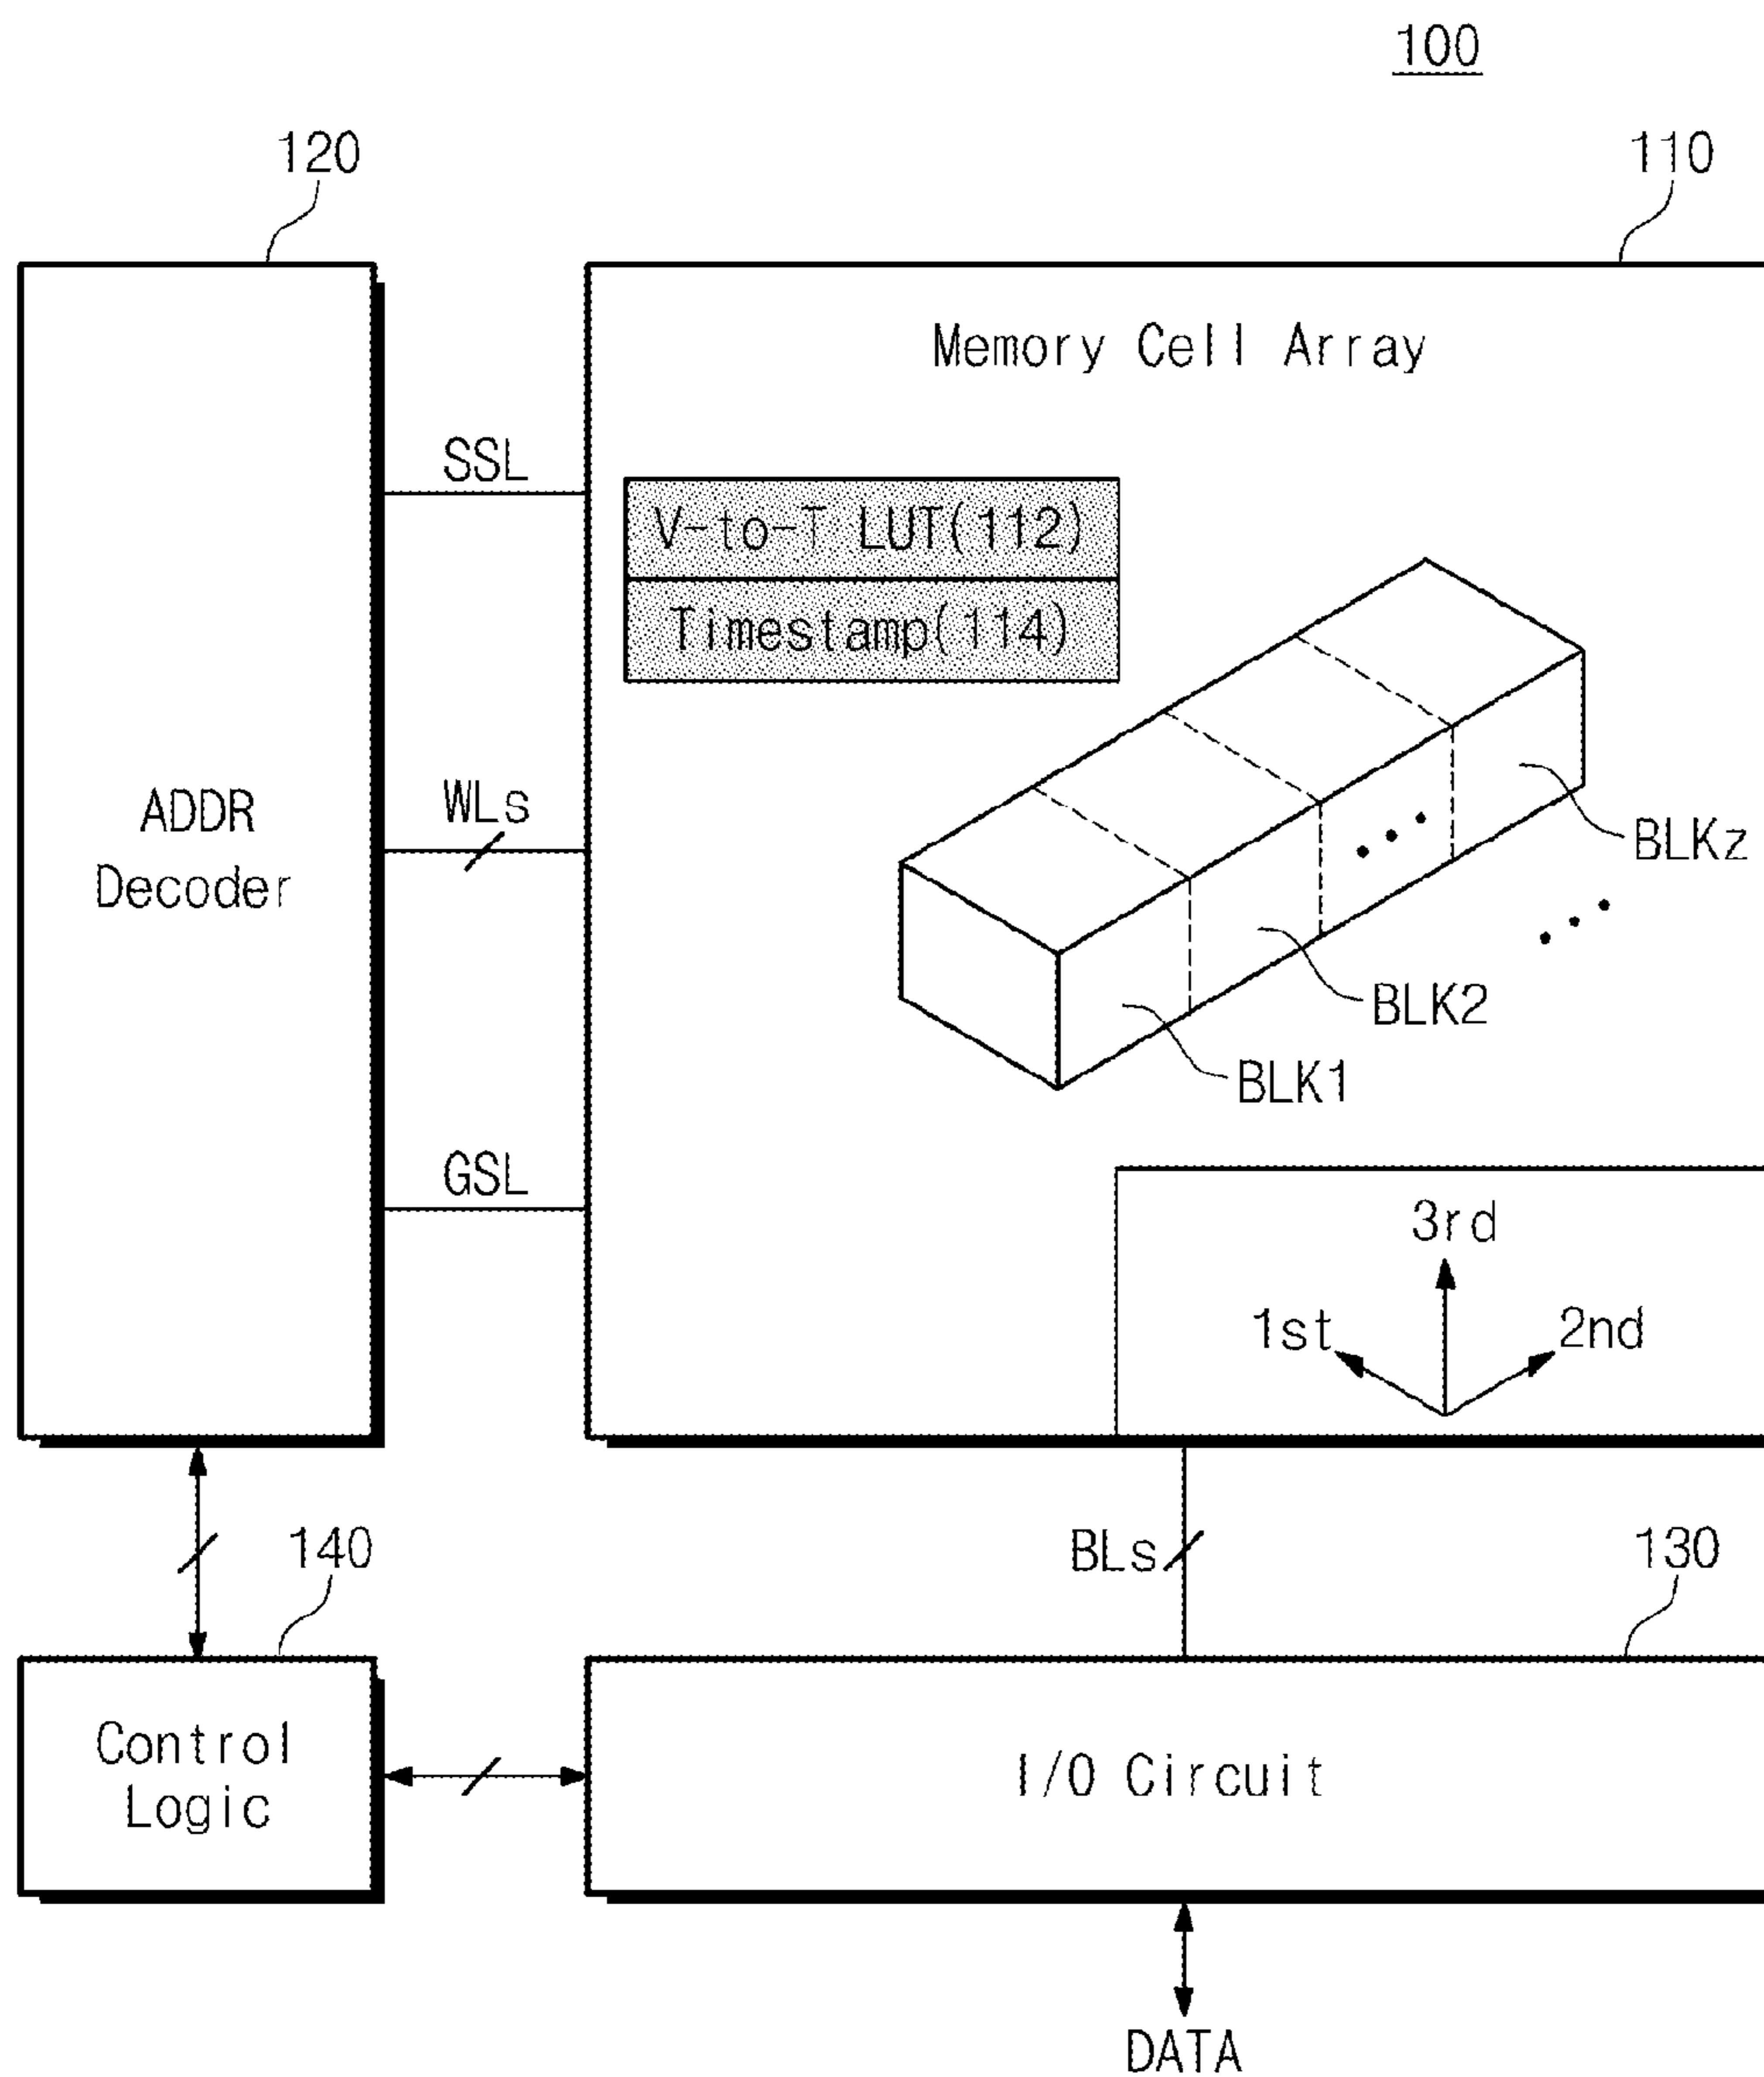 100
120
110
Memory Cell Array
SSL
V-to-T LUT(112)
Timestamp(114)
WLs
ADDR
Decoder
BLKz
BLK2
BLK1
GSL
3rd
1st
2nd
140
BLs
130
Control
Logic
I/O Circuit
DATA